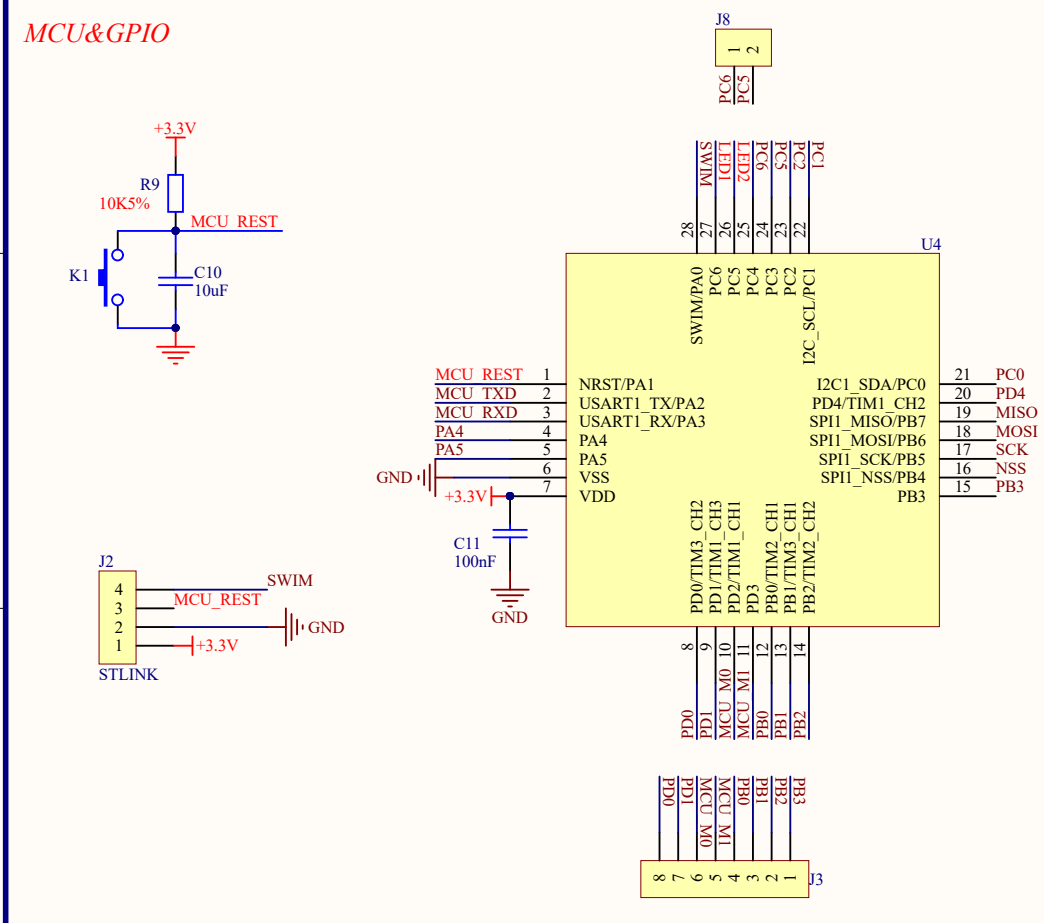 MCU&GPIO
J8
1
2
PC6
PC5
+3.3V
R9
10K5%
MCU_REST
K1
C10
10uF
SWIM
LED1
LED2
PC6
PC5
PC2
PC1
28
27
26
25
24
23
22
U4
SWIM/PA0
PC6
PC5
PC4
PC3
PC2
I2C_SCL/PC1
MCU_REST 1 NRST/PA1
MCU_TXD 2 USART1_TX/PA2
MCU_RXD 3 USART1_RX/PA3
PA4 4 PA4
PA5 5 PA5
GND 6 VSS
+3.3V 7 VDD
I2C1_SDA/PC0 21 PC0
PD4/TIM1_CH2 20 PD4
SPI1_MISO/PB7 19 MISO
SPI1_MOSI/PB6 18 MOSI
SPI1_SCK/PB5 17 SCK
SPI1_NSS/PB4 16 NSS
PB3 15 PB3
C11
100nF
GND
PD0/TIM3_CH2
PD1/TIM1_CH3
PD2/TIM1_CH1
PD3
PB0/TIM2_CH1
PB1/TIM3_CH1
PB2/TIM2_CH2
8
9
10
11
12
13
14
PD0
PD1
MCU_M0
MCU_M1
PB0
PB1
PB2
J2
4 SWIM
3 MCU_REST
2 GND
1 +3.3V
STLINK
PD0
PD1
MCU_M0
MCU_M1
PB0
PB1
PB2
PB3
8
7
6
5
4
3
2
1
J3